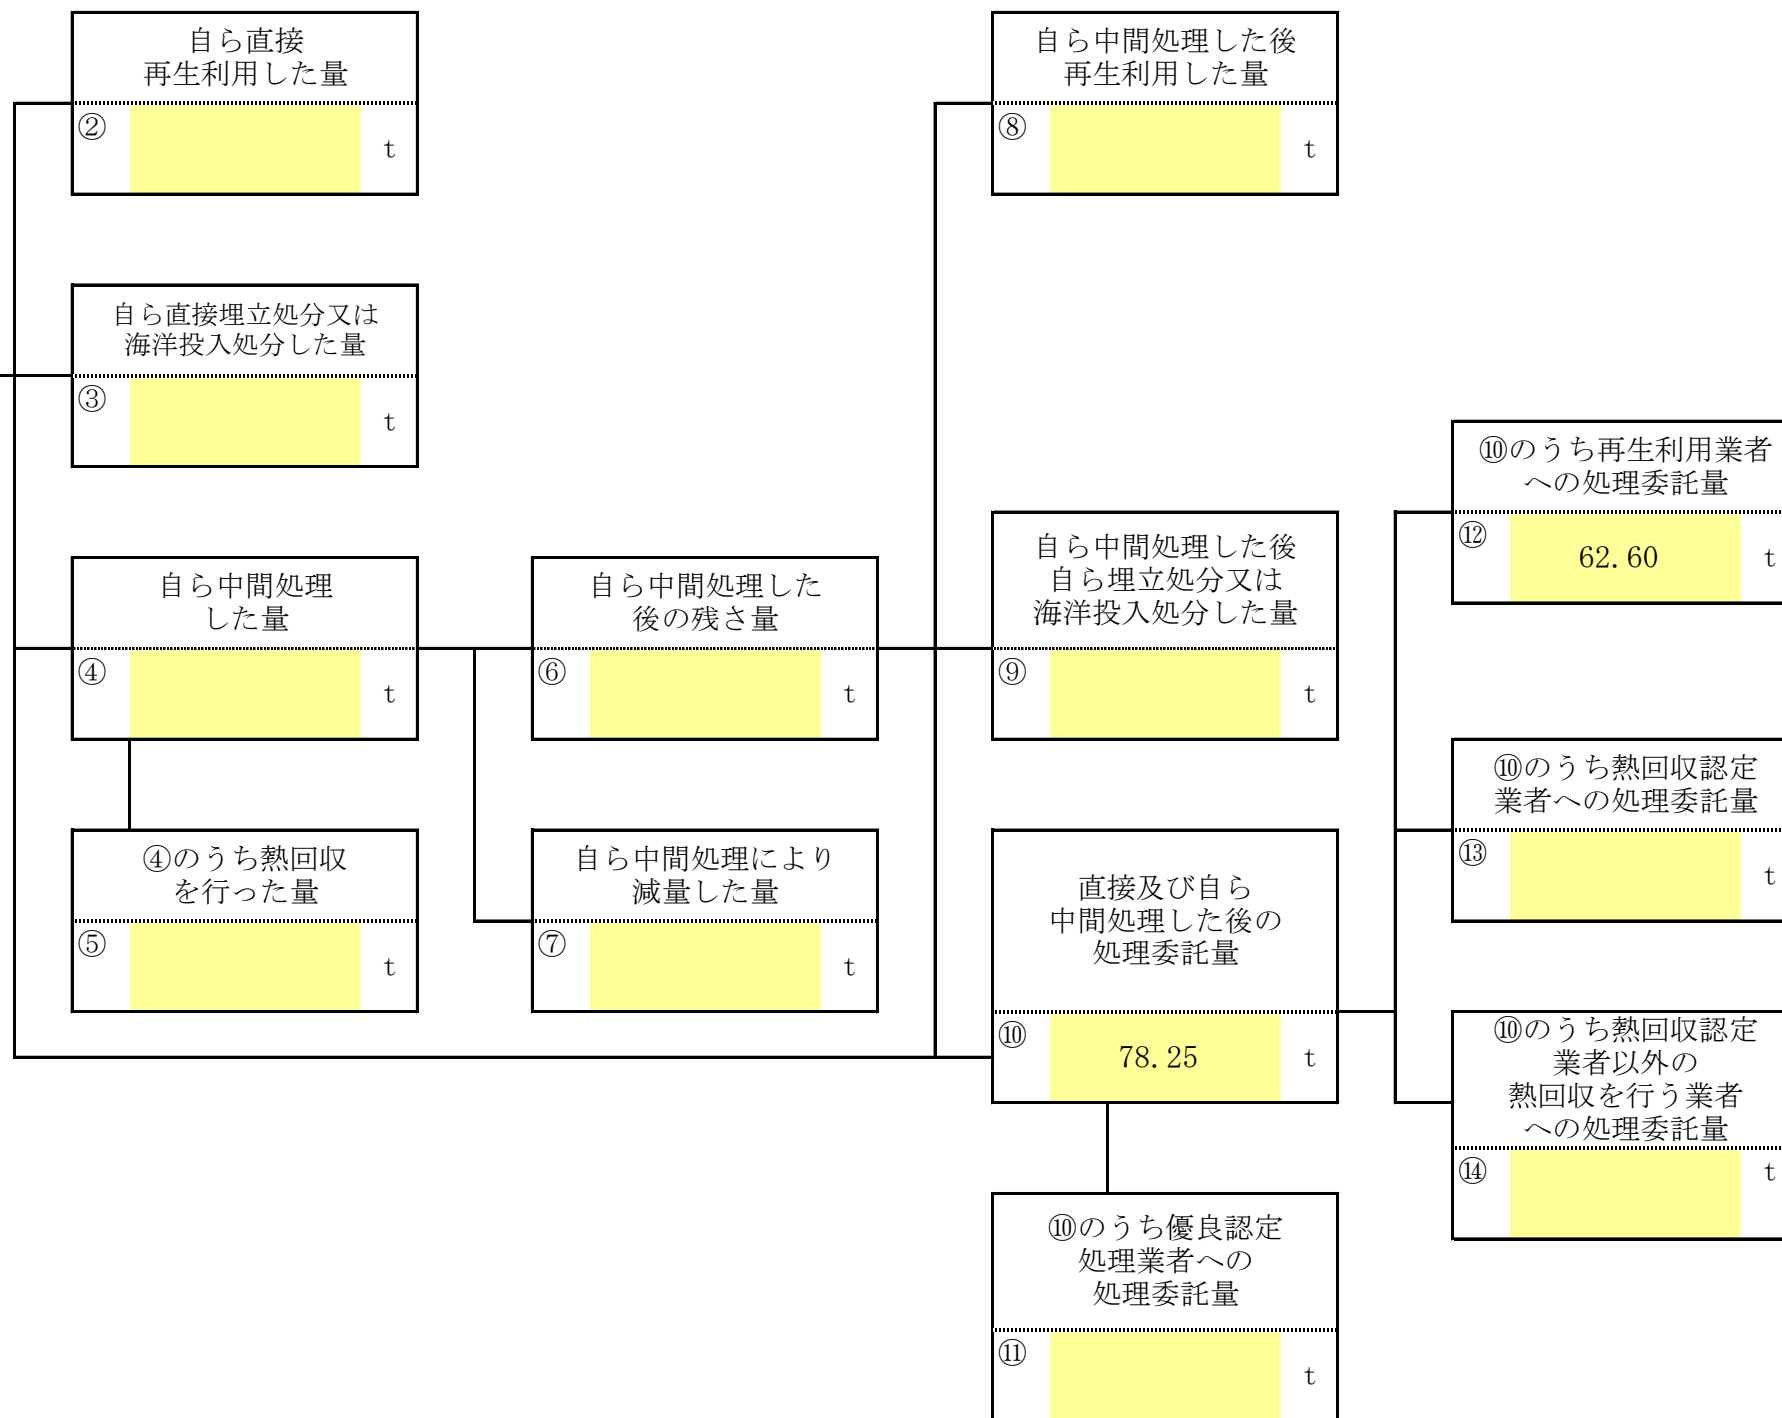 自ら直接
再生利用した量
②
t
自ら中間処理した後
再生利用した量
⑧
t
自ら直接埋立処分又は
海洋投入処分した量
③
t
⑩のうち再生利用業者
への処理委託量
⑫
62.60
t
自ら中間処理
した量
④
t
自ら中間処理した
後の残さ量
⑥
t
自ら中間処理した後
自ら埋立処分又は
海洋投入処分した量
⑨
t
⑩のうち熱回収認定
業者への処理委託量
⑬
t
④のうち熱回収
を行った量
⑤
t
自ら中間処理により
減量した量
⑦
t
直接及び自ら
中間処理した後の
処理委託量
⑩
78.25
t
⑩のうち熱回収認定
業者以外の
熱回収を行う業者
への処理委託量
⑭
t
⑩のうち優良認定
処理業者への
処理委託量
⑪
t